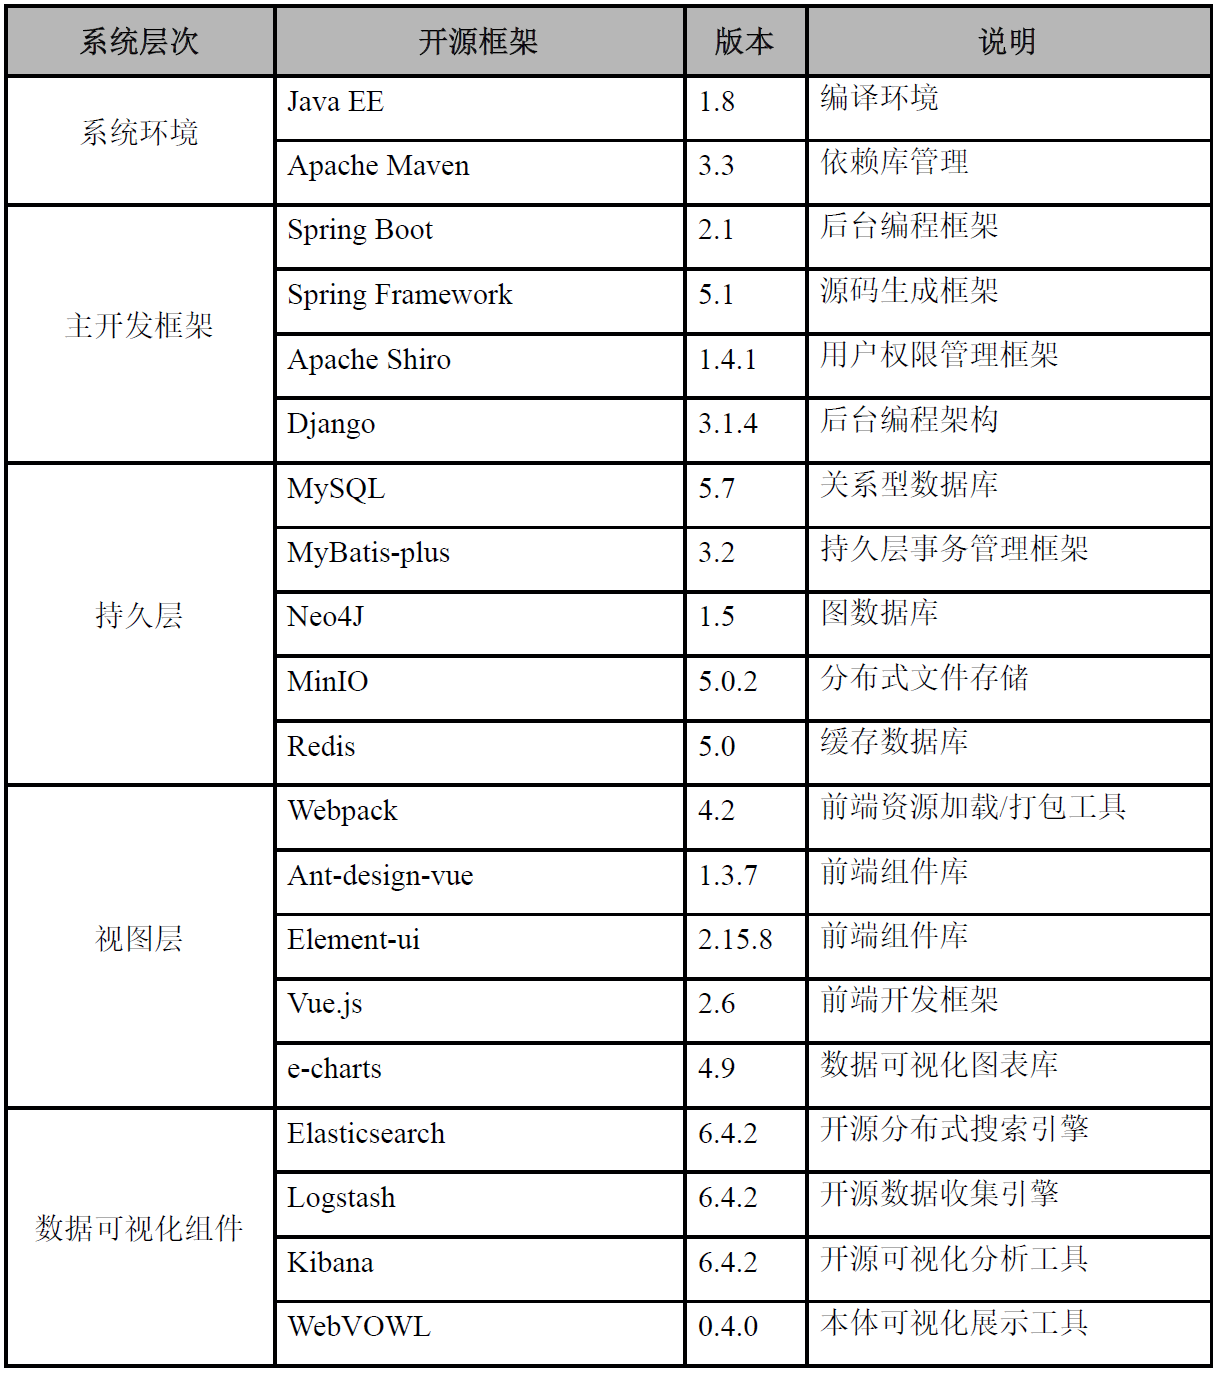 系统层次 开源框架 版本 说明
系统环境
Java EE 1.8 编译环境
Apache Maven 3.3 依赖库管理
主开发框架
Spring Boot 2.1 后台编程框架
Spring Framework 5.1 源码生成框架
Apache Shiro 1.4.1 用户权限管理框架
Django 3.1.4 后台编程架构
持久层
MySQL 5.7 关系型数据库
MyBatis-plus 3.2 持久层事务管理框架
Neo4J 1.5 图数据库
MinIO 5.0.2 分布式文件存储
Redis 5.0 缓存数据库
视图层
Webpack 4.2 前端资源加载/打包工具
Ant-design-vue 1.3.7 前端组件库
Element-ui 2.15.8 前端组件库
Vue.js 2.6 前端开发框架
e-charts 4.9 数据可视化图表库
数据可视化组件
Elasticsearch 6.4.2 开源分布式搜索引擎
Logstash 6.4.2 开源数据收集引擎
Kibana 6.4.2 开源可视化分析工具
WebVOWL 0.4.0 本体可视化展示工具